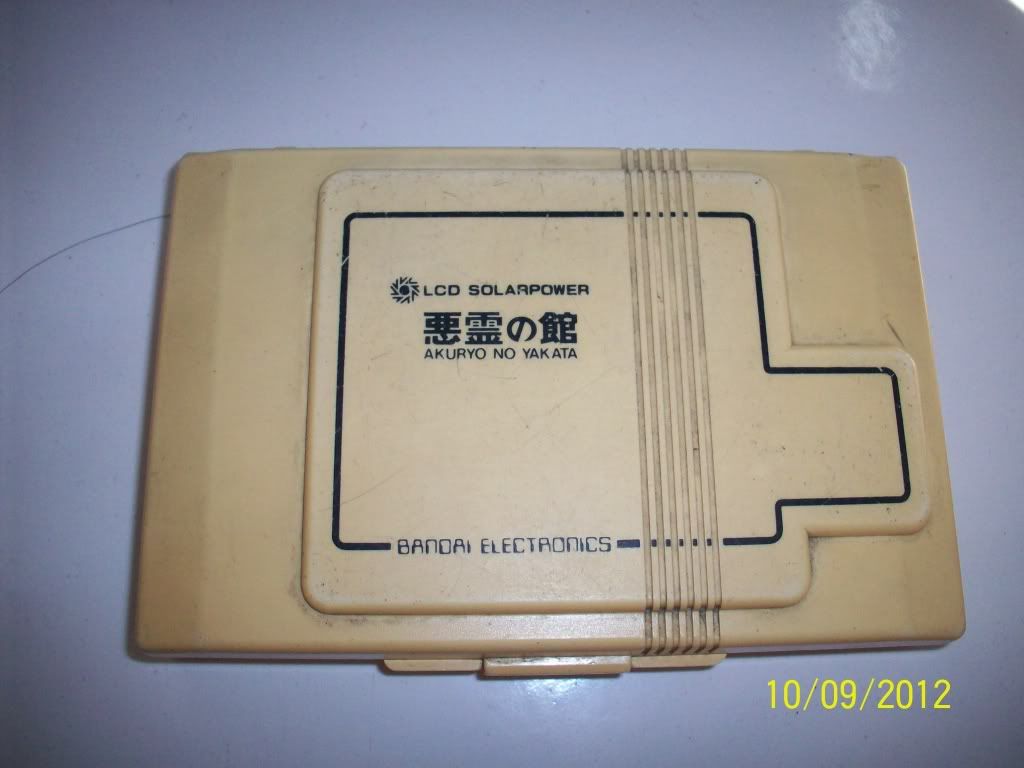 LCD SOLARPOWER
悪霊の館
AKURYO NO YAKATA
BANDAI ELECTRONICS
10/09/2012